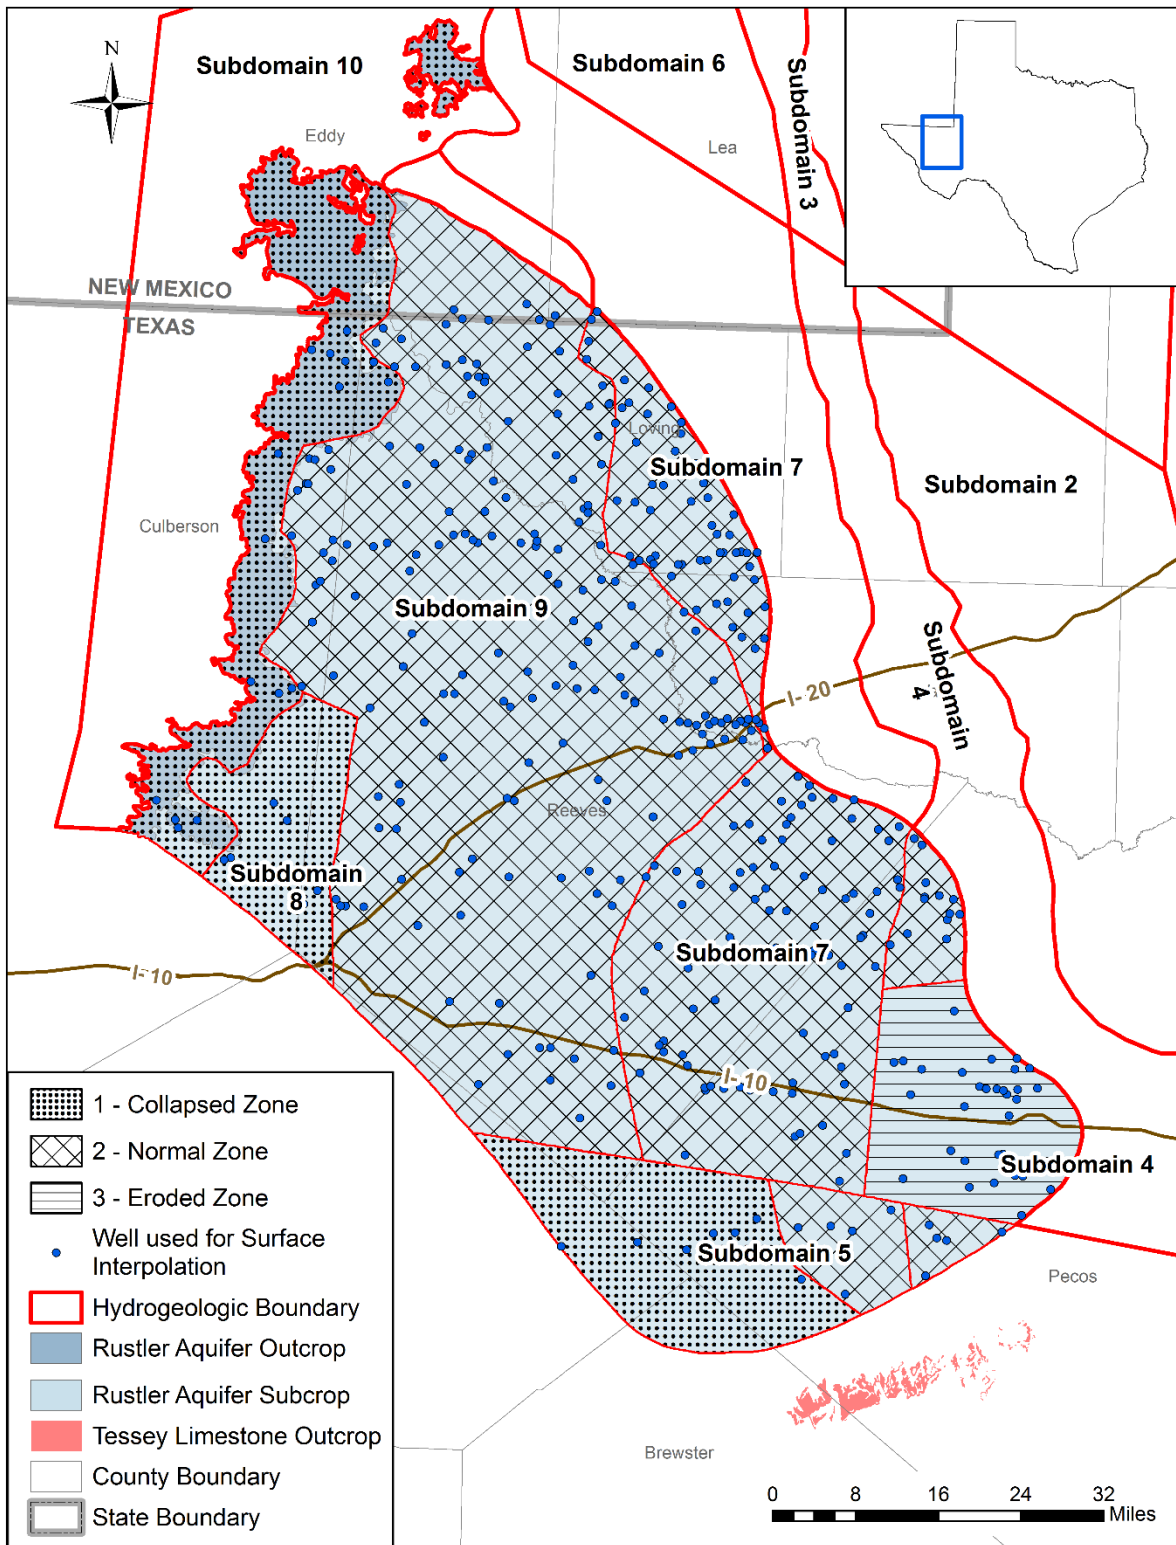 N
Subdomain 10
Subdomain 6
Subdomain 3
Eddy
Lea
NEW MEXICO
TEXAS
Loving
Subdomain 7
Subdomain 2
Culberson
Subdomain 9
Subdomain
4
I-20
Reeves
Subdomain
8
Subdomain 7
I-10
I-10
Subdomain 4
Subdomain 5
Pecos
Brewster
1 - Collapsed Zone
2 - Normal Zone
3 - Eroded Zone
Well used for Surface
Interpolation
Hydrogeologic Boundary
Rustler Aquifer Outcrop
Rustler Aquifer Subcrop
Tessey Limestone Outcrop
County Boundary
State Boundary
0 8 16 24 32
Miles